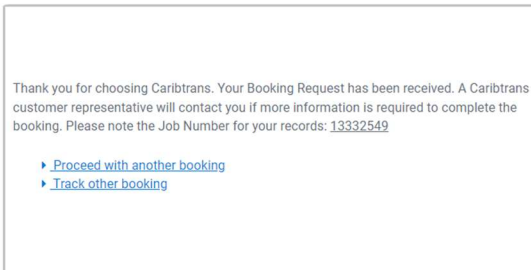 Thank you for choosing Caribtrans. Your Booking Request has been received. A Caribtrans
customer representative will contact you if more information is required to complete the
booking. Please note the Job Number for your records: 13332549
Proceed with another booking
Track other booking